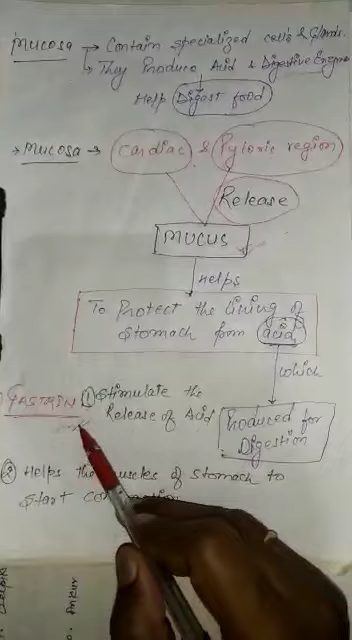 Mucosa → Contain specialized cells & Glands.
→ They Produce Acid & Digestive Enzyme
Help Digest food
→ Mucosa → Cardiac & Pyloric region
Release
MUCUS
Helps
To Protect the lining of
Stomach from acid
which
GASTRIN ① Stimulate the
Release of Acid
Produced for
Digestion
② Helps the muscles of Stomach to
Start